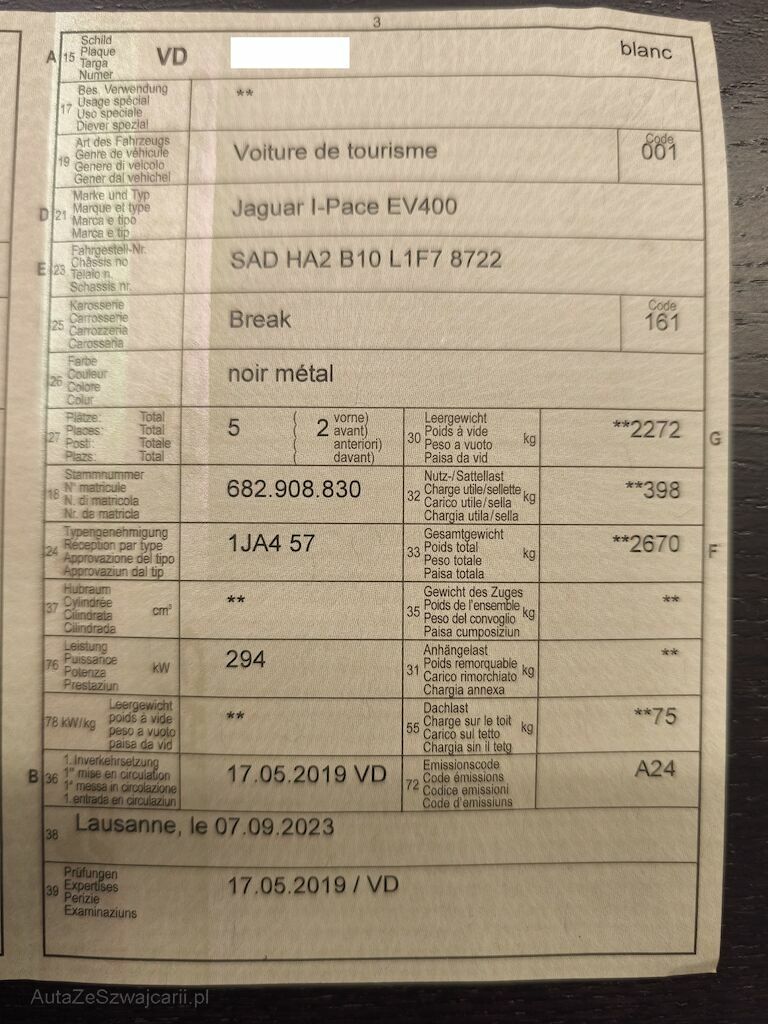 3
A 15 Schild
Plaque
Targa
Numer
VD
blanc
17 Bes. Verwendung
Usage spécial
Uso speciale
Diever spezial
**
19 Art des Fahrzeugs
Genre de véhicule
Genere di veicolo
Gener dal vehichel
Voiture de tourisme
Code
001
D 21 Marke und Typ
Marque et type
Marca e tipo
Marca e tip
Jaguar I-Pace EV400
E 23 Fahrgestell-Nr.
Châssis no
Telaio n.
Schassis nr.
SAD HA2 B10 L1F7 8722
25 Karosserie
Carrosserie
Carrozzeria
Carossaria
Break
Code
161
26 Farbe
Couleur
Colore
Colur
noir métal
27 Plätze: Total
Places: Total
Posti: Totale
Plazs: Total
5
( 2 vorne)
( avant)
( anteriori)
( davant)
30 Leergewicht
Poids à vide
Peso a vuoto
Paisa da vid
kg
**2272
G
18 Stammnummer
N° matricule
N. di matricola
Nr. da matricla
682.908.830
32 Nutz-/Sattellast
Charge utile/sellette
Carico utile/sella
Chargia utila/sella
kg
**398
24 Typengenehmigung
Réception par type
Approvazione del tipo
Approvaziun dal tip
1JA4 57
33 Gesamtgewicht
Poids total
Peso totale
Paisa totala
kg
**2670
F
37 Hubraum
Cylindrée
Cilindrata
Cilindrada
cm³
**
35 Gewicht des Zuges
Poids de l'ensemble
Peso del convoglio
Paisa cumposiziun
kg
**
76 Leistung
Puissance
Potenza
Prestaziun
kW
294
31 Anhängelast
Poids remorquable
Carico rimorchiato
Chargia annexa
kg
**
78 kW/kg
Leergewicht
poids à vide
peso a vuoto
paisa da vid
**
55 Dachlast
Charge sur le toit
Carico sul tetto
Chargia sin il tetg
kg
**75
B 36 1. Inverkehrsetzung
1re mise en circulation
1a messa in circolazione
1. entrada en circulaziun
17.05.2019 VD
72 Emissionscode
Code émissions
Codice emissioni
Code d'emissiuns
A24
38 Lausanne, le 07.09.2023
39 Prüfungen
Expertises
Perizie
Examinaziuns
17.05.2019 / VD
AutaZeSzwajcarii.pl